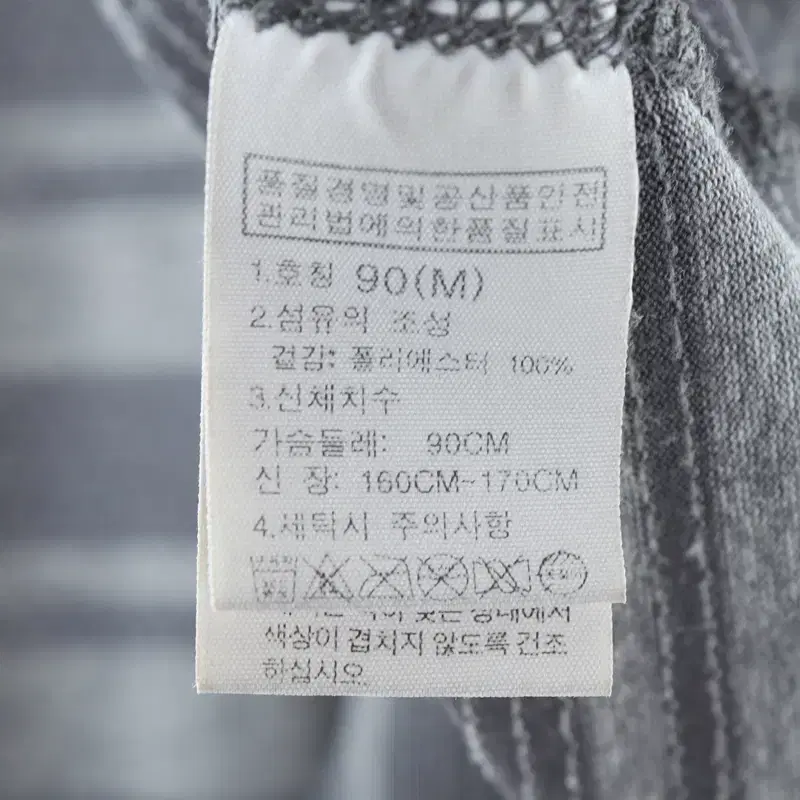 품질경영및공산품안전
관리법에의한품질표시
1.호칭 90(M)
2.섬유의 조성
겉감: 폴리에스터 100%
3.신체치수
가슴둘레: 90CM
신 장: 160CM~170CM
4.세탁시 주의사항
색상이 겹치지 않도록 건조
하십시오